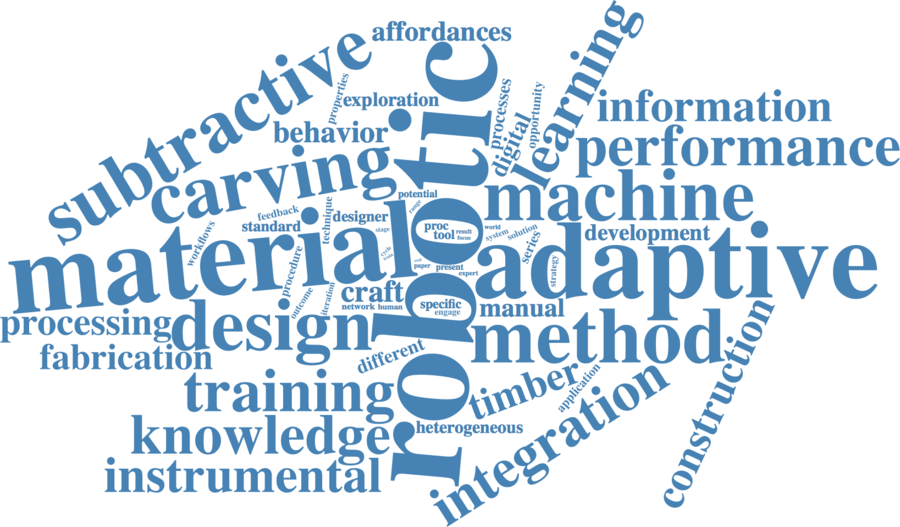 affordances
subtractive
robotic
learning
properties
exploration
processes
opportunity
information
digital
behavior
performance
carving
machine
potential
range
feedback
technique
designer
standard
workflows
stage
proc
tool
result
focus
world
system
solution
series
development
material
adaptive
procedure
paper
present
expert
strategy
outcome
iteration
craft
network
human
specific
engage
manual
processing
design
method
fabrication
different
construction
training
timber
application
integration
knowledge
heterogeneous
instrumental